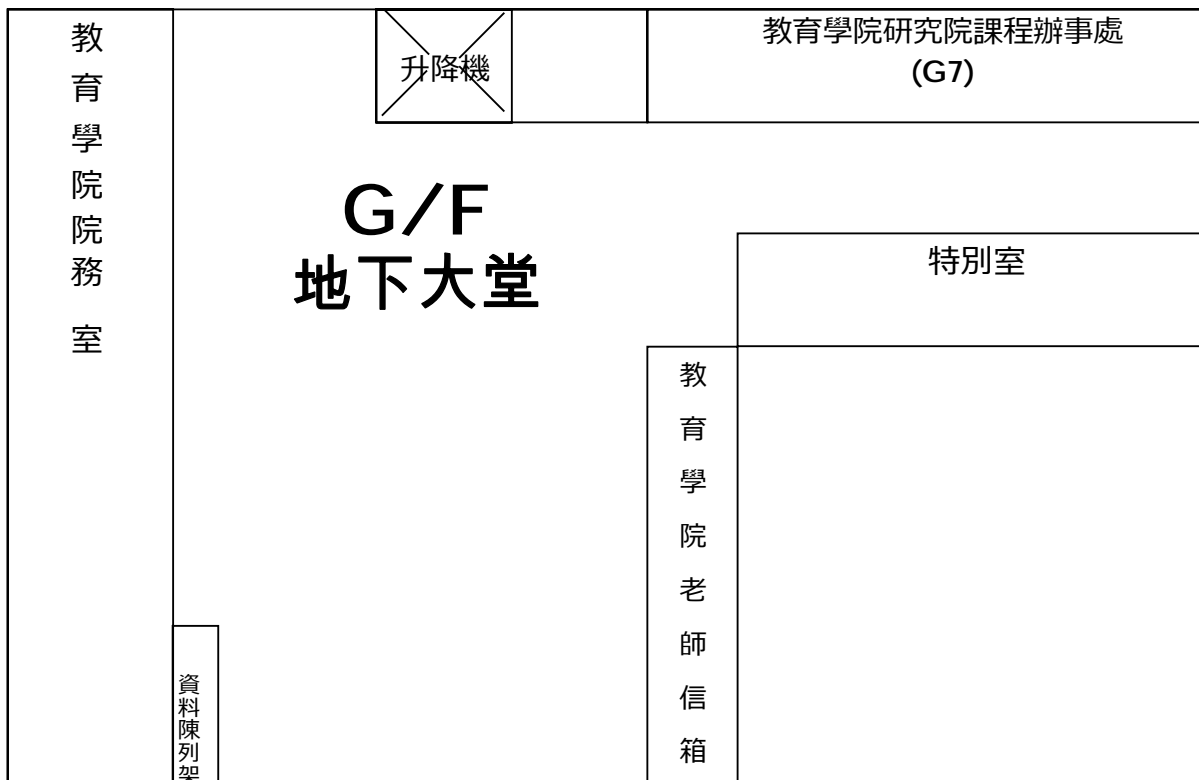 教育學院院務室
升降機
教育學院研究院課程辦事處
(G7)
G/F
地下大堂
特別室
教育學院老師信箱
資料陳列架